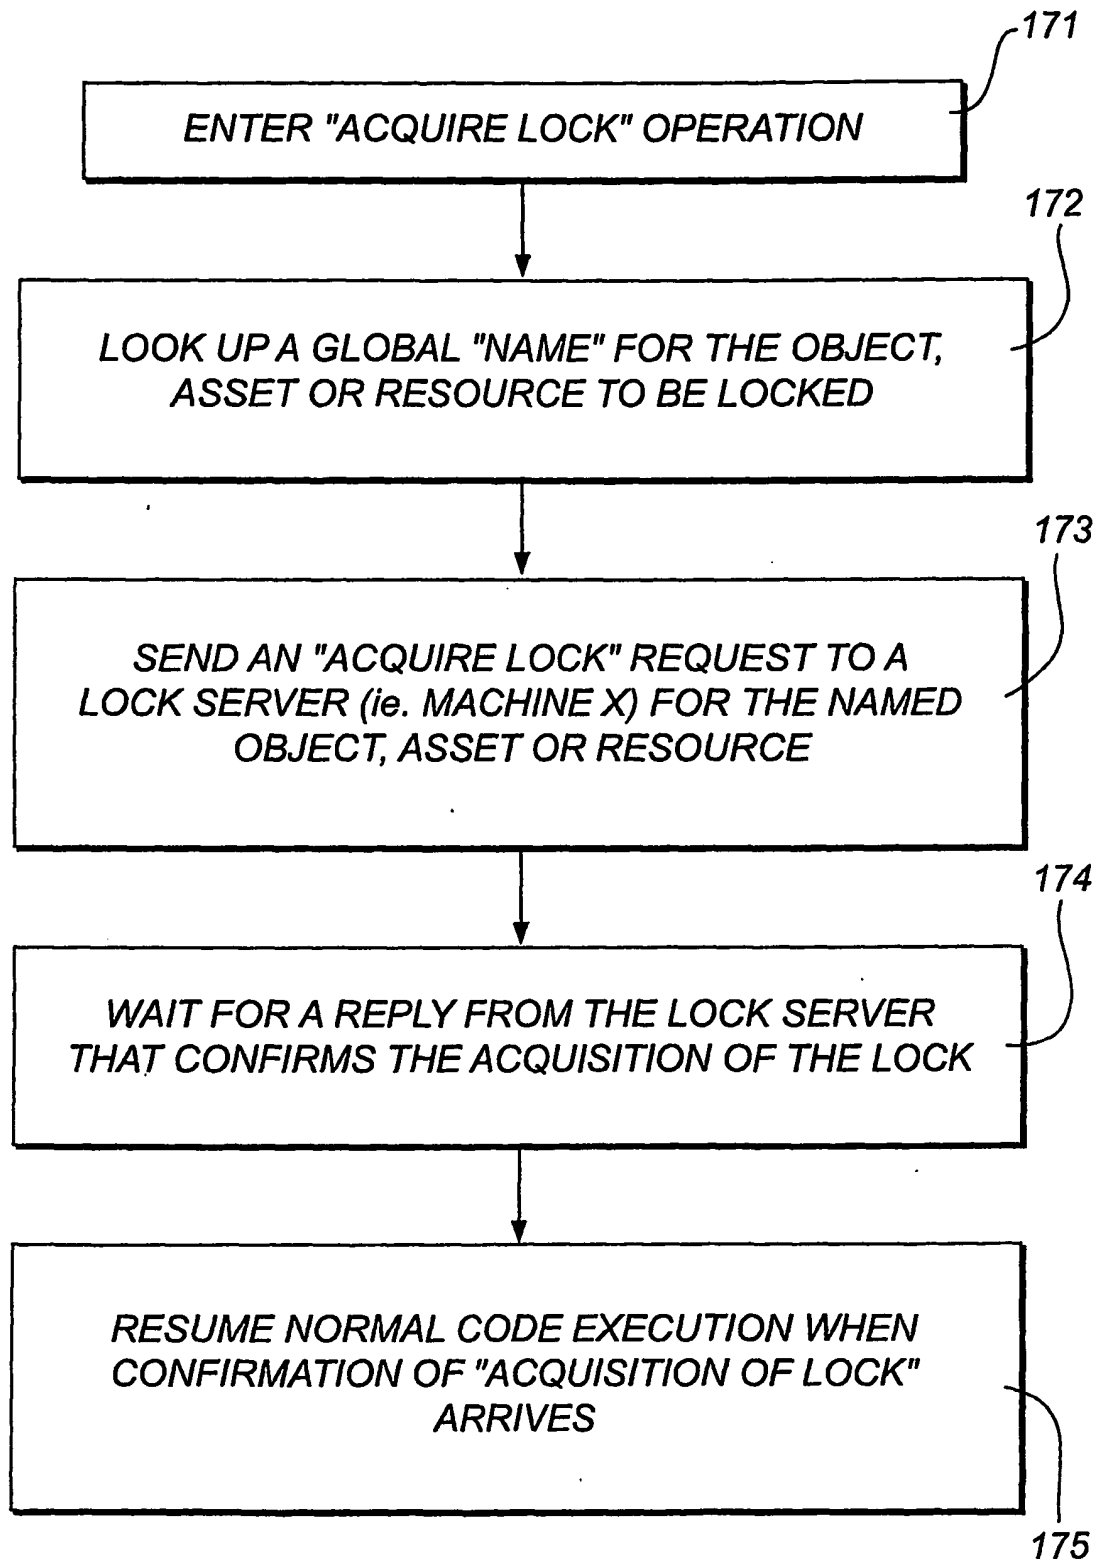 171
ENTER "ACQUIRE LOCK" OPERATION
172
LOOK UP A GLOBAL "NAME" FOR THE OBJECT,
ASSET OR RESOURCE TO BE LOCKED
173
SEND AN "ACQUIRE LOCK" REQUEST TO A
LOCK SERVER (ie. MACHINE X) FOR THE NAMED
OBJECT, ASSET OR RESOURCE
174
WAIT FOR A REPLY FROM THE LOCK SERVER
THAT CONFIRMS THE ACQUISITION OF THE LOCK
RESUME NORMAL CODE EXECUTION WHEN
CONFIRMATION OF "ACQUISITION OF LOCK"
ARRIVES
175